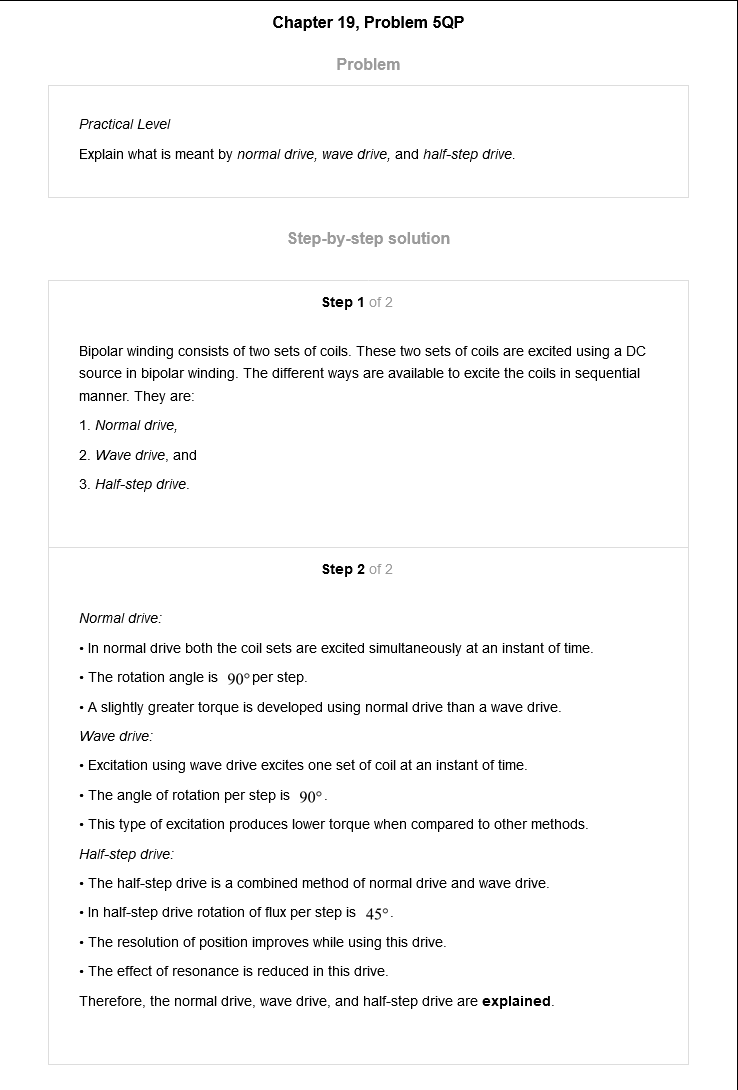 Chapter 19, Problem 5QP
Problem
Practical Level
Explain what is meant by normal drive, wave drive, and half-step drive.
Step-by-step solution
Step 1 of 2
Bipolar winding consists of two sets of coils. These two sets of coils are excited using a DC
source in bipolar winding. The different ways are available to excite the coils in sequential
manner. They are:
1. Normal drive,
2. Wave drive, and
3. Half-step drive.
Step 2 of 2
Normal drive:
• In normal drive both the coil sets are excited simultaneously at an instant of time.
• The rotation angle is 90° per step.
• A slightly greater torque is developed using normal drive than a wave drive.
Wave drive:
• Excitation using wave drive excites one set of coil at an instant of time.
• The angle of rotation per step is 90°.
• This type of excitation produces lower torque when compared to other methods.
Half-step drive:
• The half-step drive is a combined method of normal drive and wave drive.
• In half-step drive rotation of flux per step is 45°.
• The resolution of position improves while using this drive.
• The effect of resonance is reduced in this drive.
Therefore, the normal drive, wave drive, and half-step drive are explained.